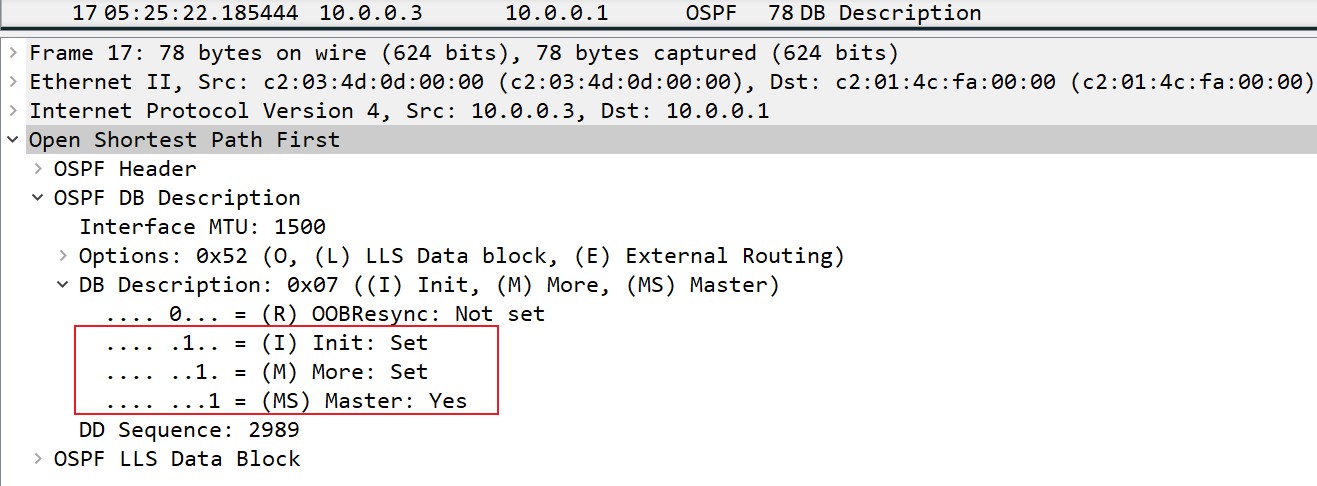 17 05:25:22.185444 10.0.0.3 10.0.0.1 OSPF 78 DB Description
Frame 17: 78 bytes on wire (624 bits), 78 bytes captured (624 bits)
Ethernet II, Src: c2:03:4d:0d:00:00 (c2:03:4d:0d:00:00), Dst: c2:01:4c:fa:00:00 (c2:01:4c:fa:00:00)
Internet Protocol Version 4, Src: 10.0.0.3, Dst: 10.0.0.1
Open Shortest Path First
OSPF Header
OSPF DB Description
Interface MTU: 1500
Options: 0x52 (O, (L) LLS Data block, (E) External Routing)
DB Description: 0x07 ((I) Init, (M) More, (MS) Master)
.... 0... = (R) OOBResync: Not set
.... .1.. = (I) Init: Set
.... ..1. = (M) More: Set
.... ...1 = (MS) Master: Yes
DD Sequence: 2989
OSPF LLS Data Block